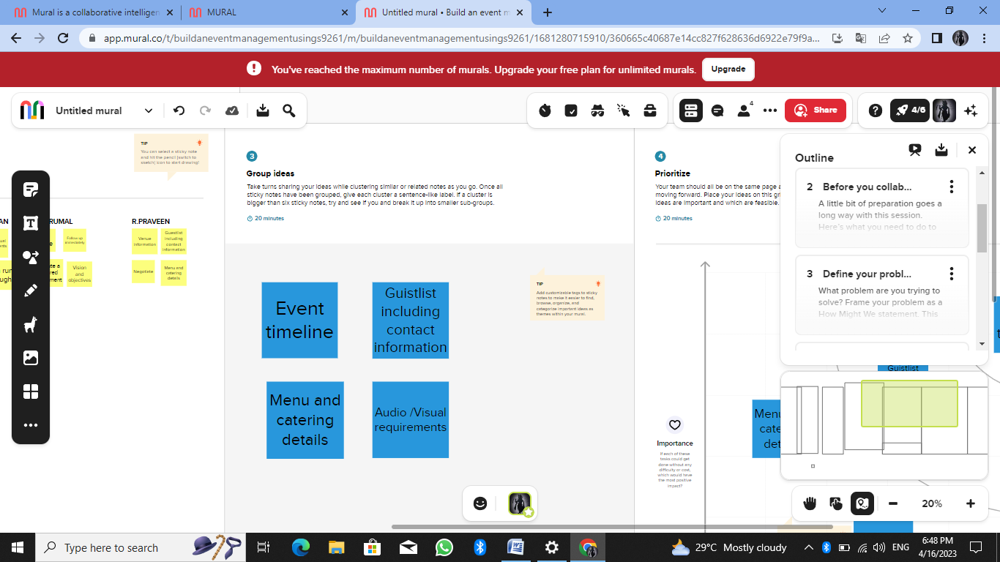 Mural is a collaborative intelligen
MURAL
Untitled mural • Build an event m
app.mural.co/t/buildaneventmanagementusings9261/m/buildaneventmanagementusings9261/1681280715910/360665c40687e14cc827f628636d6922e79f9a...
You've reached the maximum number of murals. Upgrade your free plan for unlimited murals.
Upgrade
Untitled mural
4
Share
4/6
TIP
You can select a sticky note
and hit the pencil [switch to
sketch] icon to start drawing!
3
Group ideas
Take turns sharing your ideas while clustering similar or related notes as you go. Once all
sticky notes have been grouped, give each cluster a sentence-like label. If a cluster is
bigger than six sticky notes, try and see if you and break it up into smaller sub-groups.
20 minutes
4
Prioritize
Your team should all be on the same page a
moving forward. Place your ideas on this gr
ideas are important and which are feasible.
20 minutes
Outline
2 Before you collab...
A little bit of preparation goes a
long way with this session.
Here's what you need to do to
3 Define your probl...
What problem are you trying to
solve? Frame your problem as a
How Might We statement. This
AN
RUMAL
R.PRAVEEN
Follow up
immediately
Vision
and
objectives
Venue
information
Guestlist
including
contact
information
Negotiate
Menu and
catering
details
Event
timeline
Guistlist
including
contact
information
Menu and
catering
details
Audio /Visual
requirements
TIP
Add customizable tags to sticky
notes to make it easier to find,
browse, organize, and
categorize important ideas as
themes within your mural.
Importance
If each of these
tasks could get
done without any
difficulty or cost,
which would have
the most positive
impact?
Guistlist
Menu
cate
det
20%
Type here to search
29°C Mostly cloudy
ENG
6:48 PM
4/16/2023